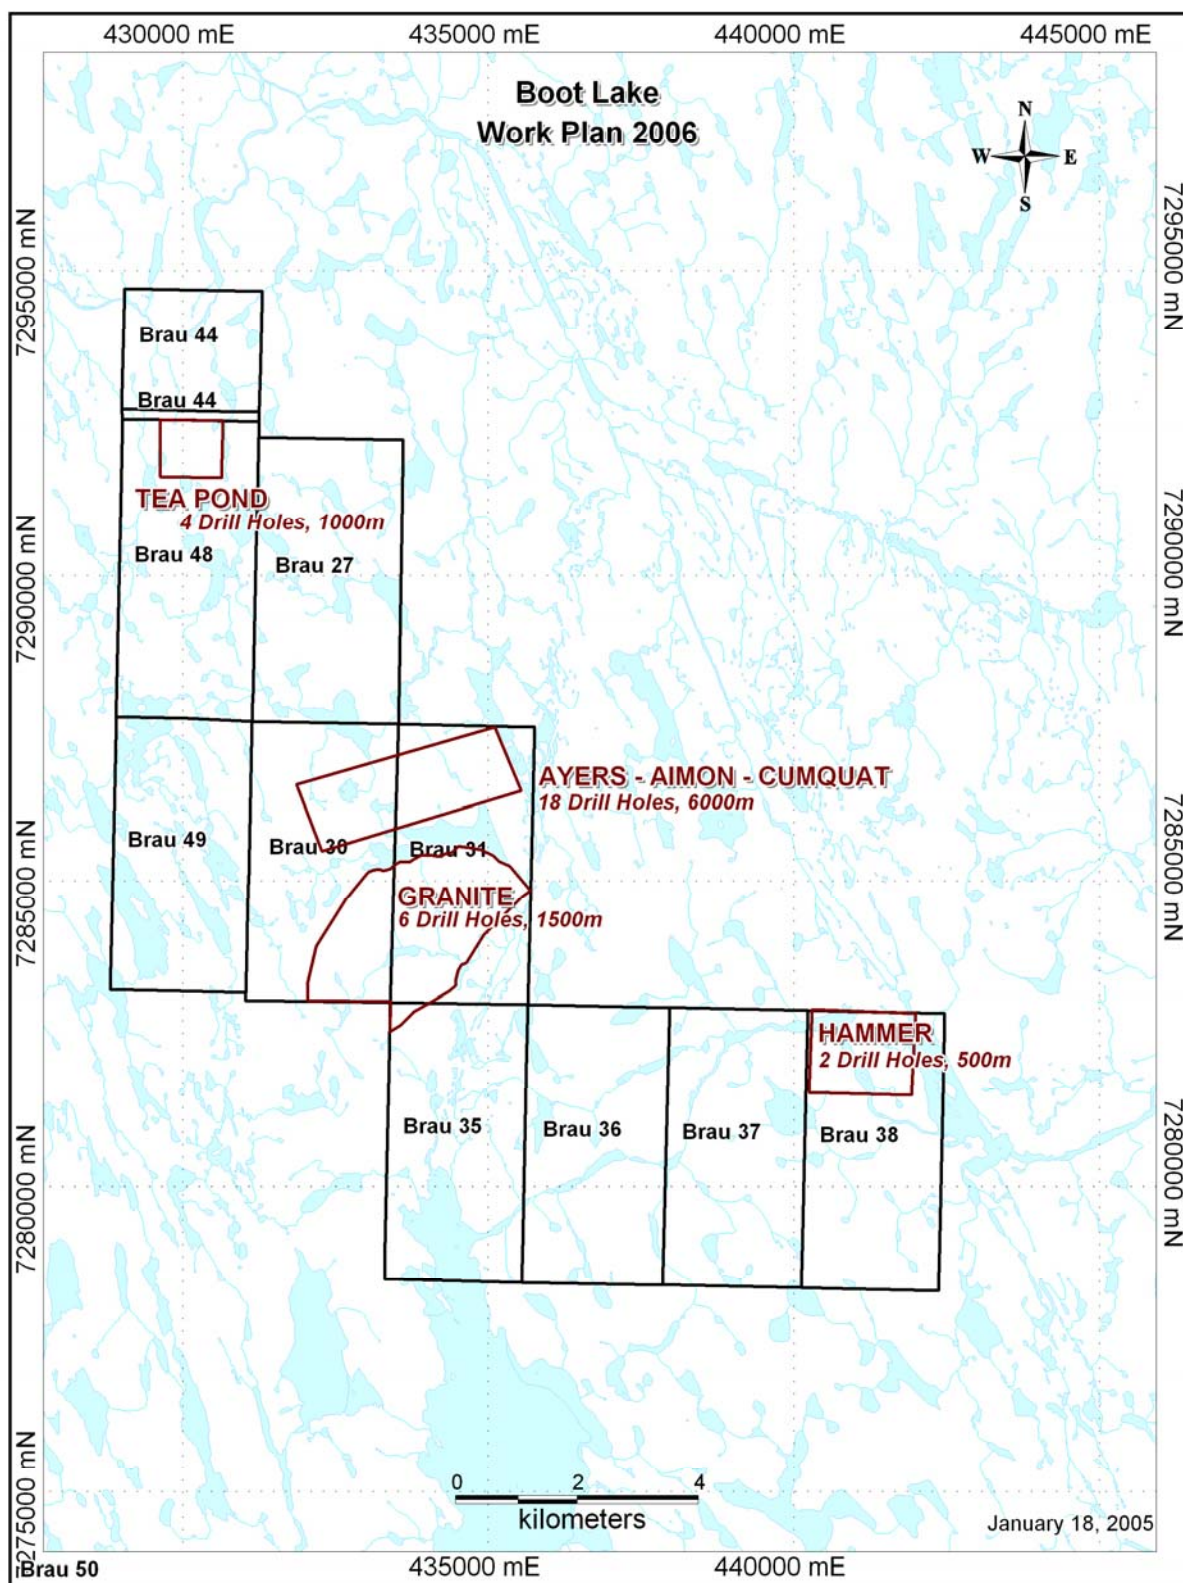 430000 mE 435000 mE 440000 mE 445000 mE
Boot Lake
Work Plan 2006
N
W E
S
7295000 mN
7295000 mN
Brau 44
Brau 44
TEA POND
4 Drill Holes, 1000m
Brau 48
Brau 27
7290000 mN
7290000 mN
AYERS - AIMON - CUMQUAT
18 Drill Holes, 6000m
Brau 49
Brau 30
Brau 31
7285000 mN
7285000 mN
GRANITE
6 Drill Holes, 1500m
HAMMER
2 Drill Holes, 500m
Brau 35
Brau 36
Brau 37
Brau 38
7280000 mN
7280000 mN
0 2 4
kilometers
7275000 mN
January 18, 2005
Brau 50
435000 mE 440000 mE